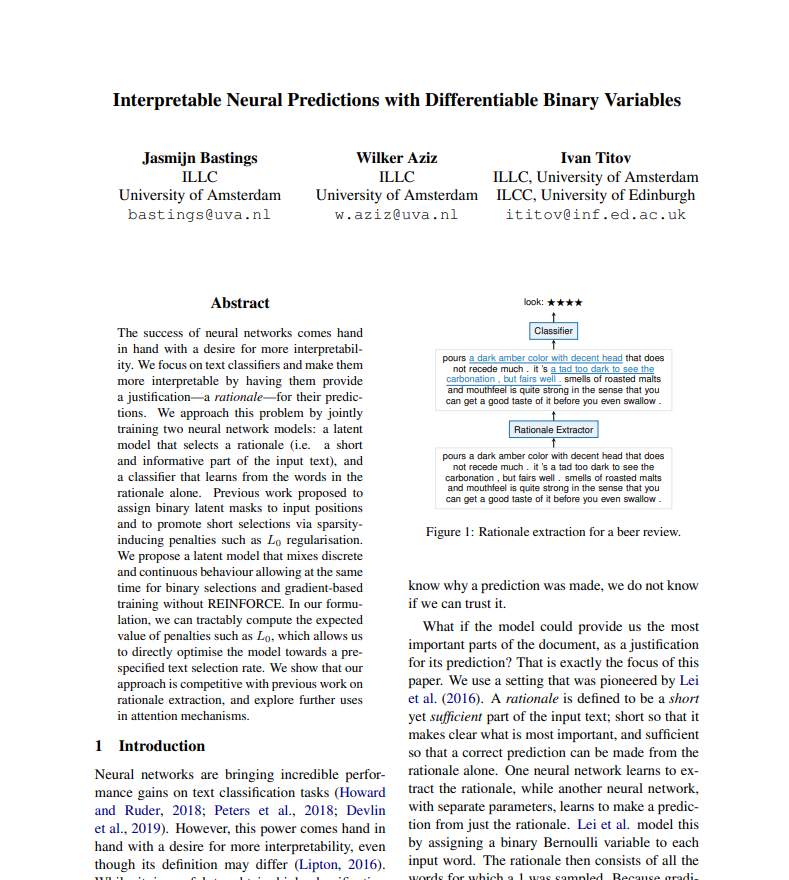 Interpretable Neural Predictions with Differentiable Binary Variables
Jasmijn Bastings
ILLC
University of Amsterdam
bastings@uva.nl
Wilker Aziz
ILLC
University of Amsterdam
w.aziz@uva.nl
Ivan Titov
ILLC, University of Amsterdam
ILCC, University of Edinburgh
ititov@inf.ed.ac.uk
Abstract
The success of neural networks comes hand
in hand with a desire for more interpretabil-
ity. We focus on text classifiers and make them
more interpretable by having them provide
a justification—a rationale—for their predic-
tions. We approach this problem by jointly
training two neural network models: a latent
model that selects a rationale (i.e. a short
and informative part of the input text), and
a classifier that learns from the words in the
rationale alone. Previous work proposed to
assign binary latent masks to input positions
and to promote short selections via sparsity-
inducing penalties such as L0 regularisation.
We propose a latent model that mixes discrete
and continuous behaviour allowing at the same
time for binary selections and gradient-based
training without REINFORCE. In our formu-
lation, we can tractably compute the expected
value of penalties such as L0, which allows us
to directly optimise the model towards a pre-
specified text selection rate. We show that our
approach is competitive with previous work on
rationale extraction, and explore further uses
in attention mechanisms.
1 Introduction
Neural networks are bringing incredible perfor-
mance gains on text classification tasks (Howard
and Ruder, 2018; Peters et al., 2018; Devlin
et al., 2019). However, this power comes hand in
hand with a desire for more interpretability, even
though its definition may differ (Lipton, 2016).
look: ★★★★
Classifier
pours a dark amber color with decent head that does
not recede much . it 's a tad too dark to see the
carbonation , but fairs well . smells of roasted malts
and mouthfeel is quite strong in the sense that you
can get a good taste of it before you even swallow .
Rationale Extractor
pours a dark amber color with decent head that does
not recede much . it 's a tad too dark to see the
carbonation , but fairs well . smells of roasted malts
and mouthfeel is quite strong in the sense that you
can get a good taste of it before you even swallow .
Figure 1: Rationale extraction for a beer review.
know why a prediction was made, we do not know
if we can trust it.
What if the model could provide us the most
important parts of the document, as a justification
for its prediction? That is exactly the focus of this
paper. We use a setting that was pioneered by Lei
et al. (2016). A rationale is defined to be a short
yet sufficient part of the input text; short so that it
makes clear what is most important, and sufficient
so that a correct prediction can be made from the
rationale alone. One neural network learns to ex-
tract the rationale, while another neural network,
with separate parameters, learns to make a predic-
tion from just the rationale. Lei et al. model this
by assigning a binary Bernoulli variable to each
input word. The rationale then consists of all the
words for which a 1 was sampled. Because gradi-